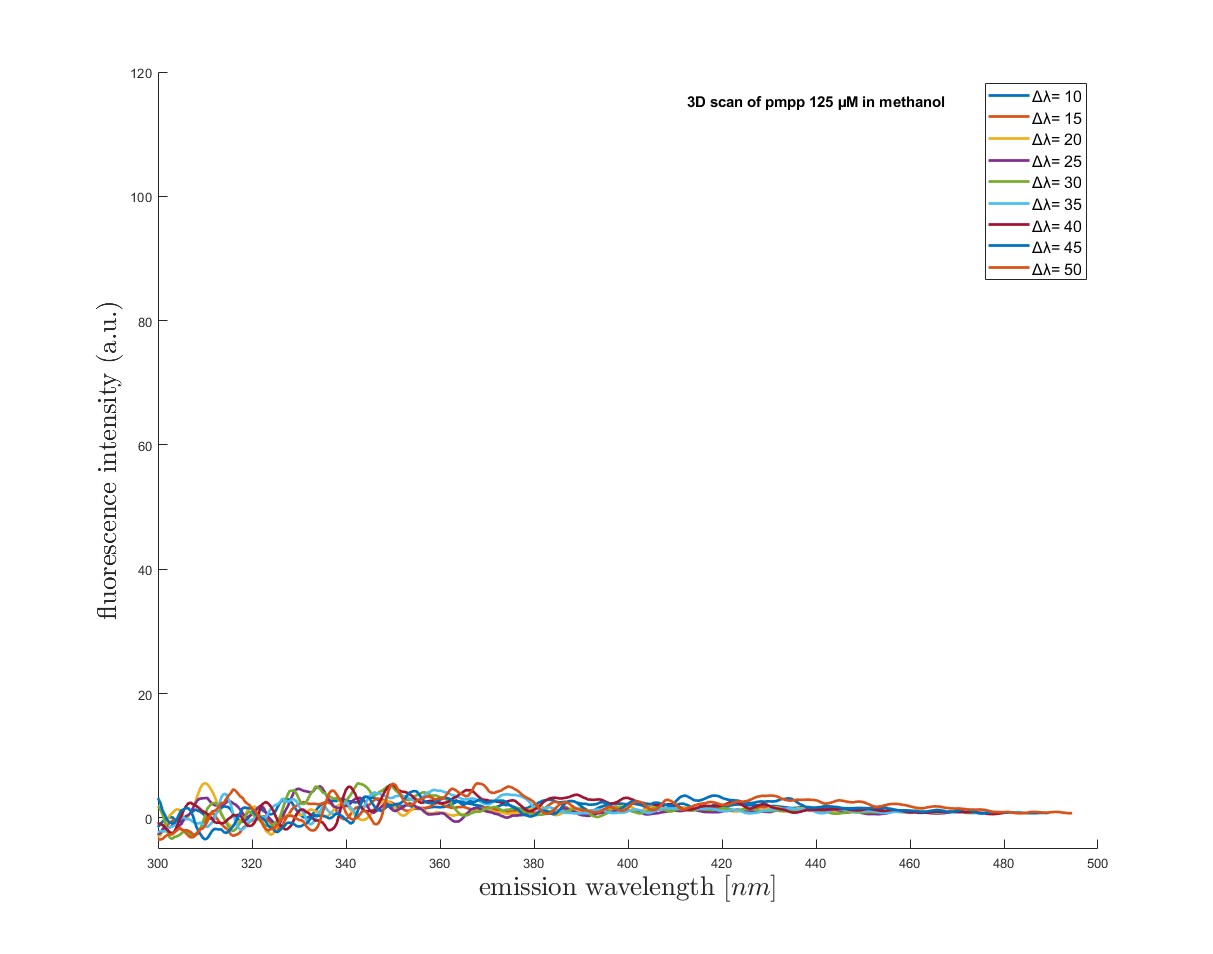 3D scan of pmpp 125 µM in methanol
Δλ= 10
Δλ= 15
Δλ= 20
Δλ= 25
Δλ= 30
Δλ= 35
Δλ= 40
Δλ= 45
Δλ= 50
fluorescence intensity (a.u.)
120
100
80
60
40
20
0
300 320 340 360 380 400 420 440 460 480 500
emission wavelength [nm]